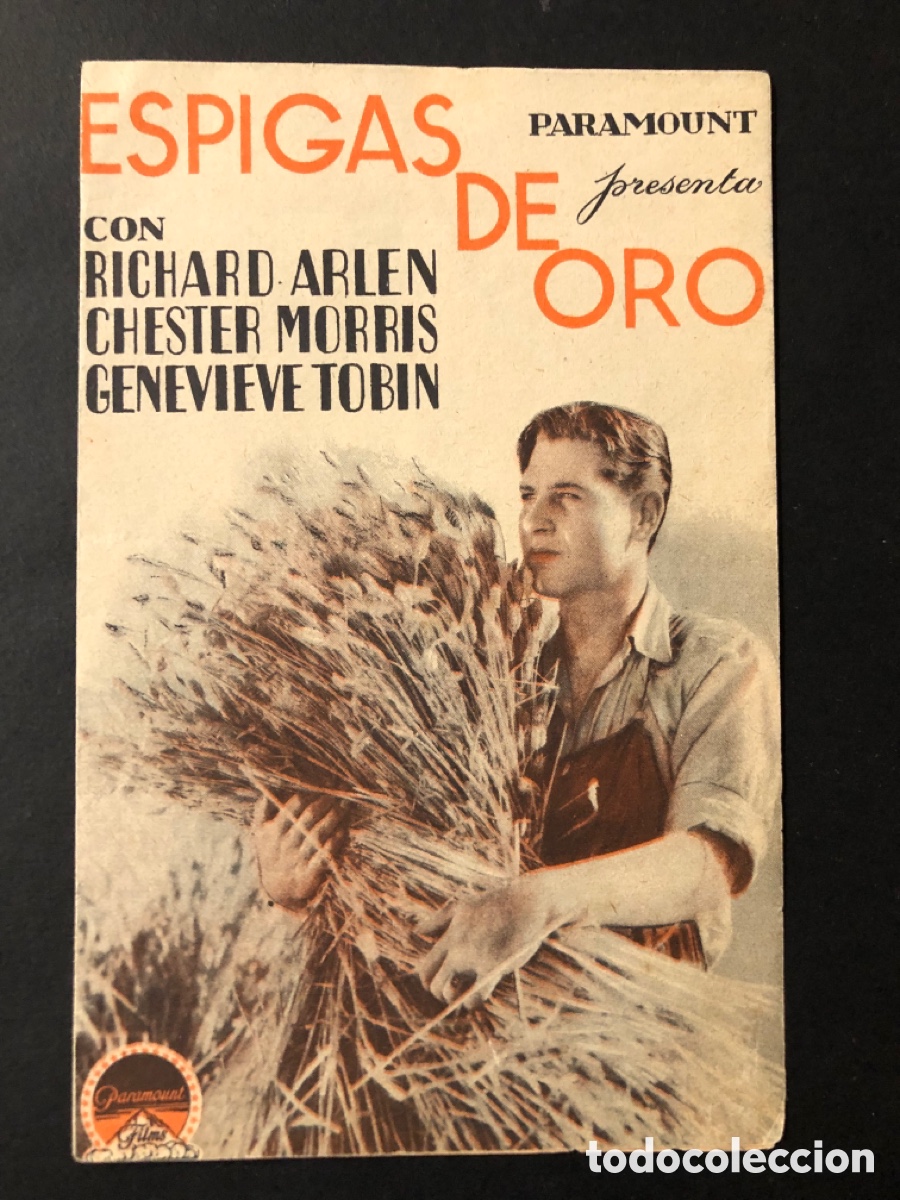 ESPIGAS
DE
ORO
PARAMOUNT
presenta
CON
RICHARD ARLEN
CHESTER MORRIS
GENEVIEVE TOBIN
Paramount
Films
todocoleccion